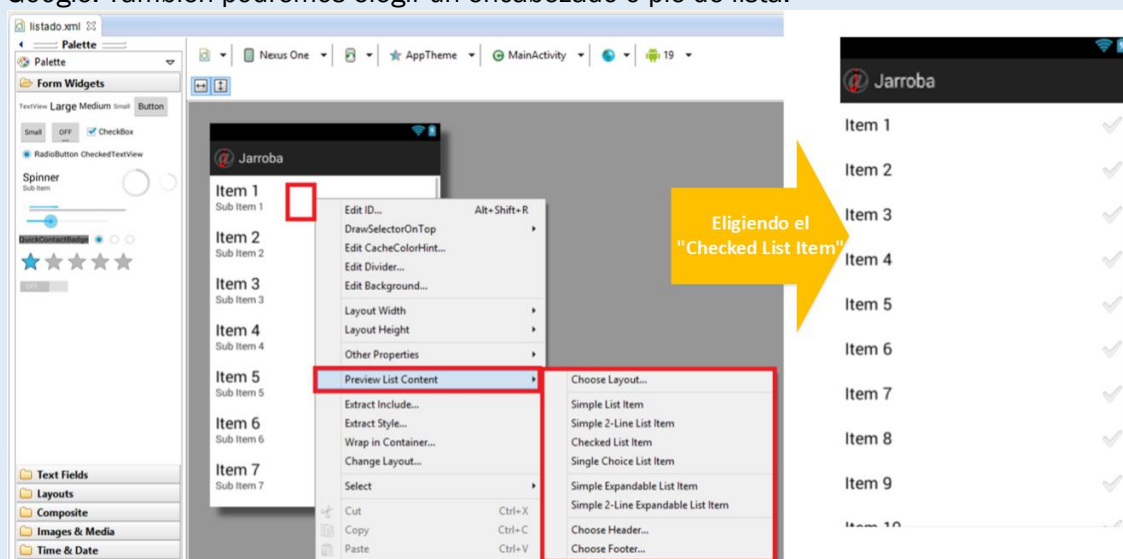 Google. También podremos elegir un encabezado o pie de lista.
listado.xml
Palette
Palette
Form Widgets
TextView Large Medium Small Button
Small OFF CheckBox
RadioButton CheckedTextView
Spinner
Sub Item
QuickContactBadge
OFF
Text Fields
Layouts
Composite
Images & Media
Time & Date
Nexus One AppTheme MainActivity 19
Jarroba
Item 1
Sub Item 1
Item 2
Sub Item 2
Item 3
Sub Item 3
Item 4
Sub Item 4
Item 5
Sub Item 5
Item 6
Sub Item 6
Item 7
Sub Item 7
Edit ID... Alt+Shift+R
DrawSelectorOnTop
Edit CacheColorHint...
Edit Divider...
Edit Background...
Layout Width
Layout Height
Other Properties
Preview List Content
Extract Include...
Extract Style...
Wrap in Container...
Change Layout...
Select
Cut Ctrl+X
Copy Ctrl+C
Paste Ctrl+V
Choose Layout...
Simple List Item
Simple 2-Line List Item
Checked List Item
Single Choice List Item
Simple Expandable List Item
Simple 2-Line Expandable List Item
Choose Header...
Choose Footer...
Eligiendo el
"Checked List Item"
Jarroba
Item 1
Item 2
Item 3
Item 4
Item 5
Item 6
Item 7
Item 8
Item 9
Item 10